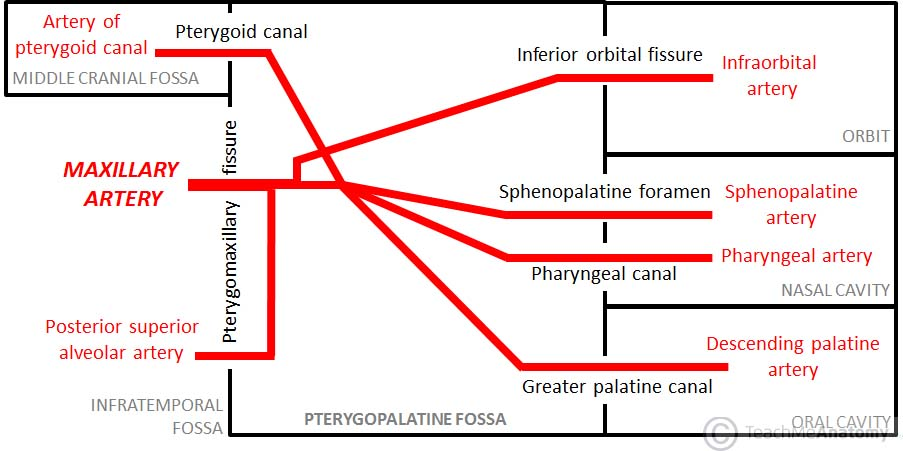 Artery of
pterygoid canal
Pterygoid canal
MIDDLE CRANIAL FOSSA
Inferior orbital fissure
Infraorbital
artery
ORBIT
MAXILLARY
ARTERY
Pterygomaxillary fissure
Sphenopalatine foramen
Sphenopalatine
artery
Pharyngeal canal
Pharyngeal artery
NASAL CAVITY
Posterior superior
alveolar artery
Descending palatine
artery
Greater palatine canal
INFRATEMPORAL
FOSSA
PTERYGOPALATINE FOSSA
ORAL CAVITY
© TeachMeAnatomy